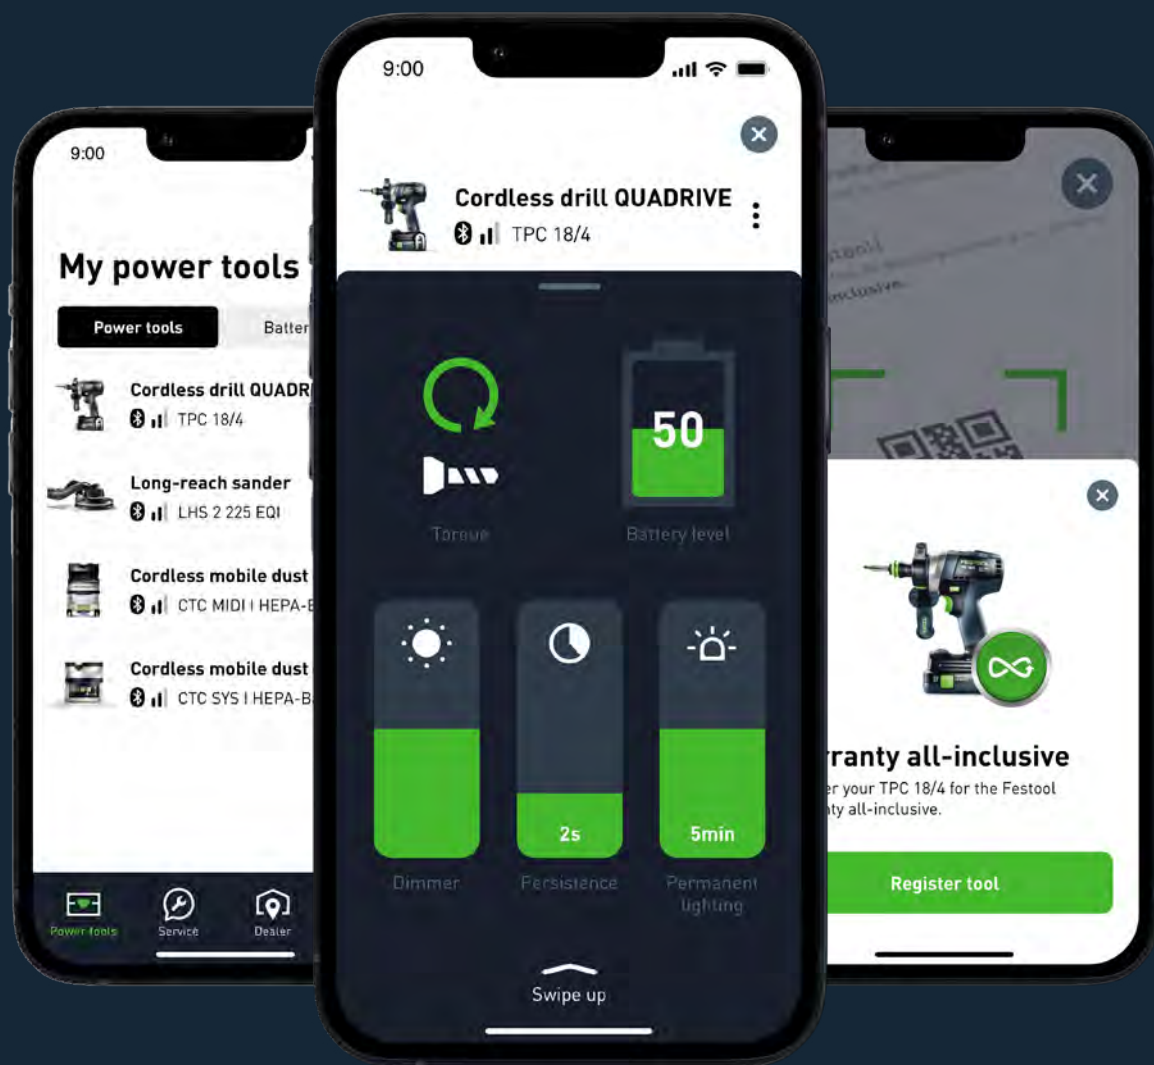 9:00
My power tools
Power tools
Batter
Cordless drill QUADR
TPC 18/4
Long-reach sander
LHS 2 225 EQI
Cordless mobile dust
CTC MIDI I HEPA-
Cordless mobile dust
CTC SYS I HEPA-B
Power tools
Service
Dealer
9:00
Cordless drill QUADRIVE
TPC 18/4
50
Torque
Battery level
2s
5min
Dimmer
Persistence
Permanent
lighting
Swipe up
inclusive.
ranty all-inclusive
er your TPC 18/4 for the Festool
ty all-inclusive.
Register tool